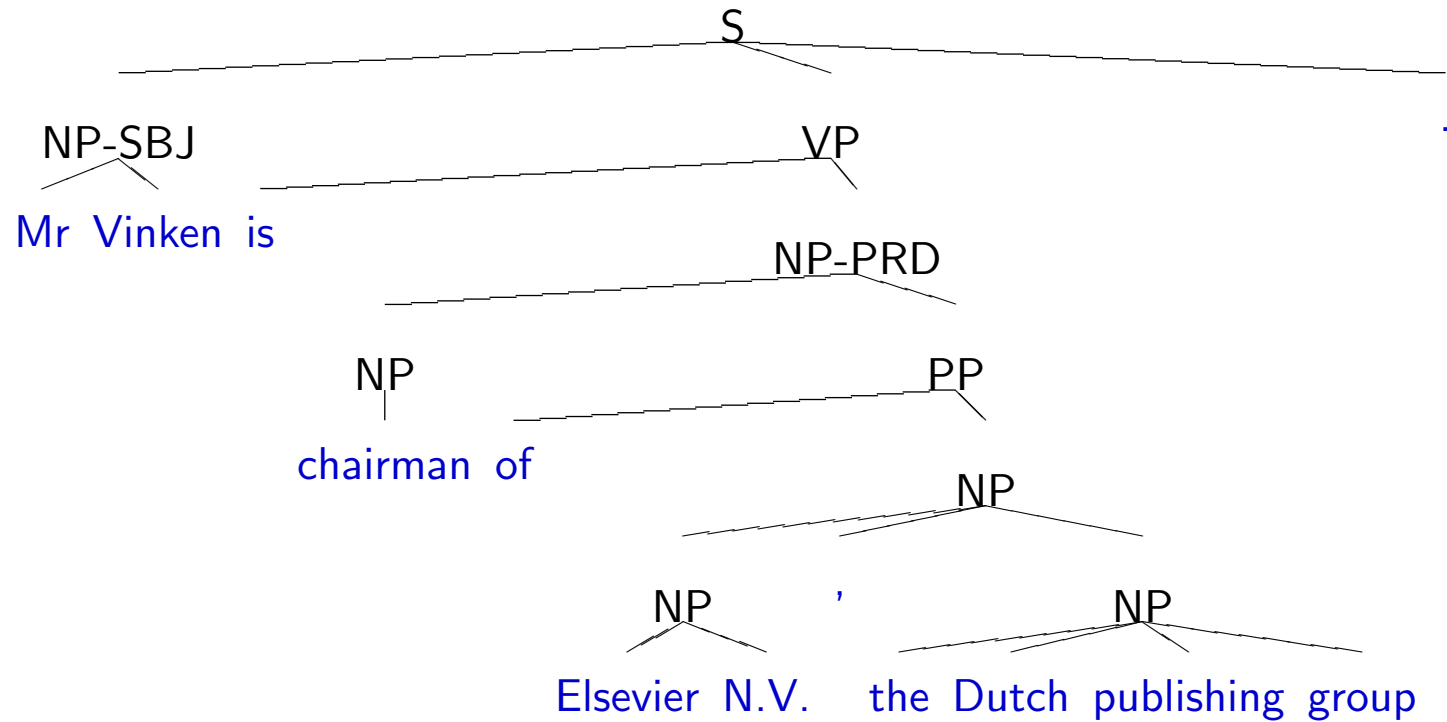 S
NP-SBJ VP .
Mr Vinken is
NP-PRD
NP PP
chairman of
NP
NP , NP
Elsevier N.V. the Dutch publishing group